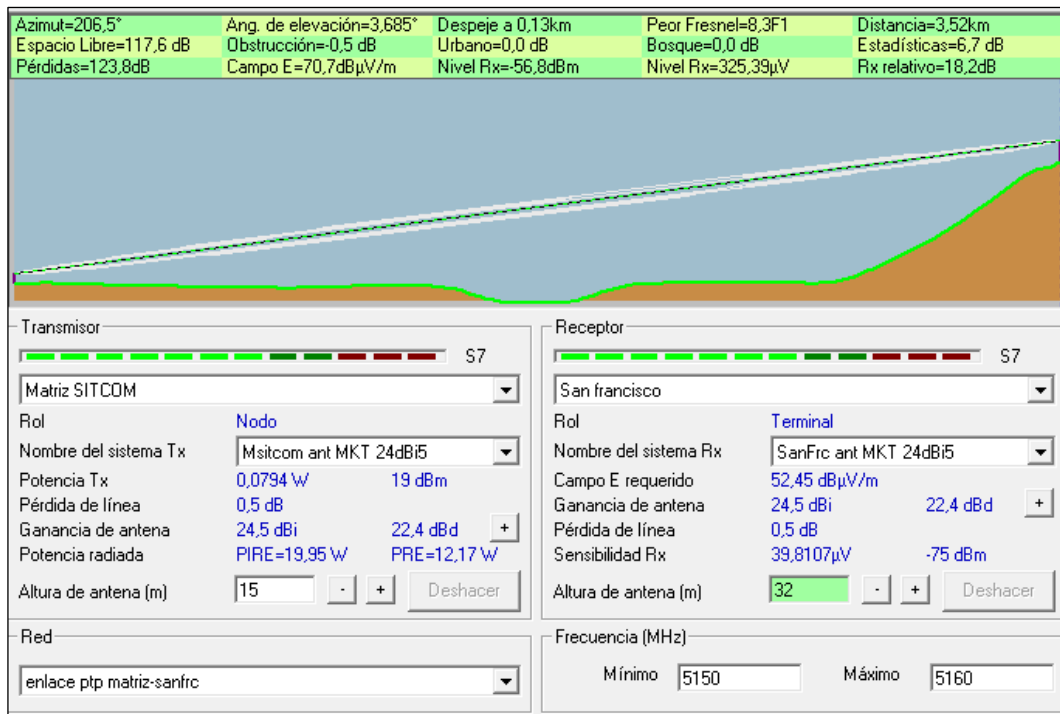 Azimut=206,5° Ang. de elevación=3,685° Despeje a 0,13km Peor Fresnel=8,3F1 Distancia=3,52km
Espacio Libre=117,6 dB Obstrucción=-0,5 dB Urbano=0,0 dB Bosque=0,0 dB Estadísticas=6,7 dB
Pérdidas=123,8dB Campo E=70,7dBµV/m Nivel Rx=-56,8dBm Nivel Rx=325,39µV Rx relativo=18,2dB
Transmisor
S7
Matriz SITCOM
Rol Nodo
Nombre del sistema Tx Msitcom ant MKT 24dBi5
Potencia Tx 0,0794 W 19 dBm
Pérdida de línea 0,5 dB
Ganancia de antena 24,5 dBi 22,4 dBd +
Potencia radiada PIRE=19,95 W PRE=12,17 W
Altura de antena (m) 15 - + Deshacer
Receptor
S7
San francisco
Rol Terminal
Nombre del sistema Rx SanFrc ant MKT 24dBi5
Campo E requerido 52,45 dBµV/m
Ganancia de antena 24,5 dBi 22,4 dBd +
Pérdida de línea 0,5 dB
Sensibilidad Rx 39,8107µV -75 dBm
Altura de antena (m) 32 - + Deshacer
Red
enlace ptp matriz-sanfrc
Frecuencia (MHz)
Mínimo 5150 Máximo 5160